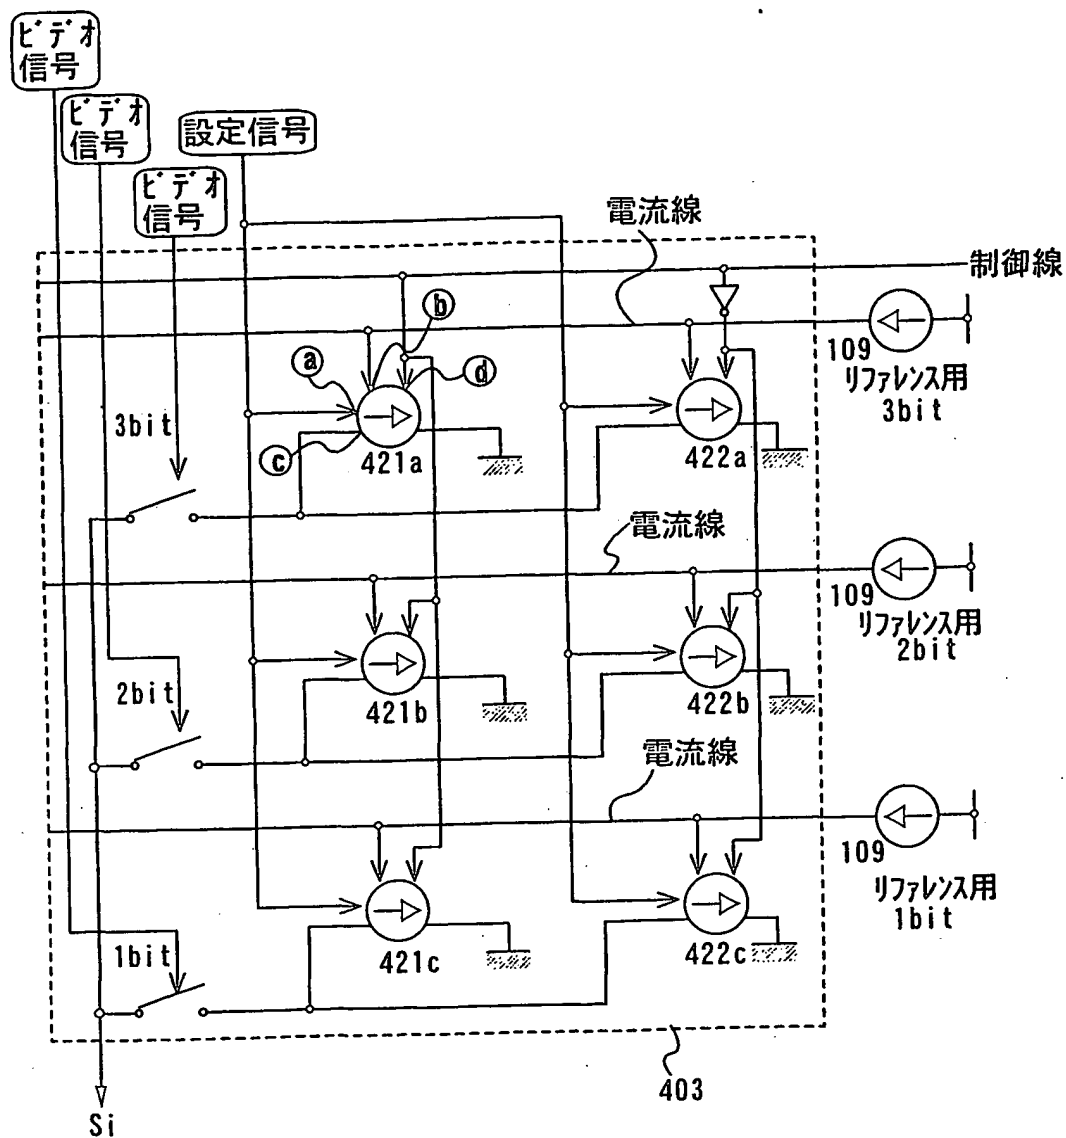 ビデオ
信号
ビデオ
信号
設定信号
ビデオ
信号
電流線
制御線
ⓑ
ⓐ
ⓓ
109
リファレンス用
3bit
3bit
ⓒ
421a
422a
電流線
109
リファレンス用
2bit
2bit
421b
422b
電流線
109
リファレンス用
1bit
1bit
421c
422c
403
Si